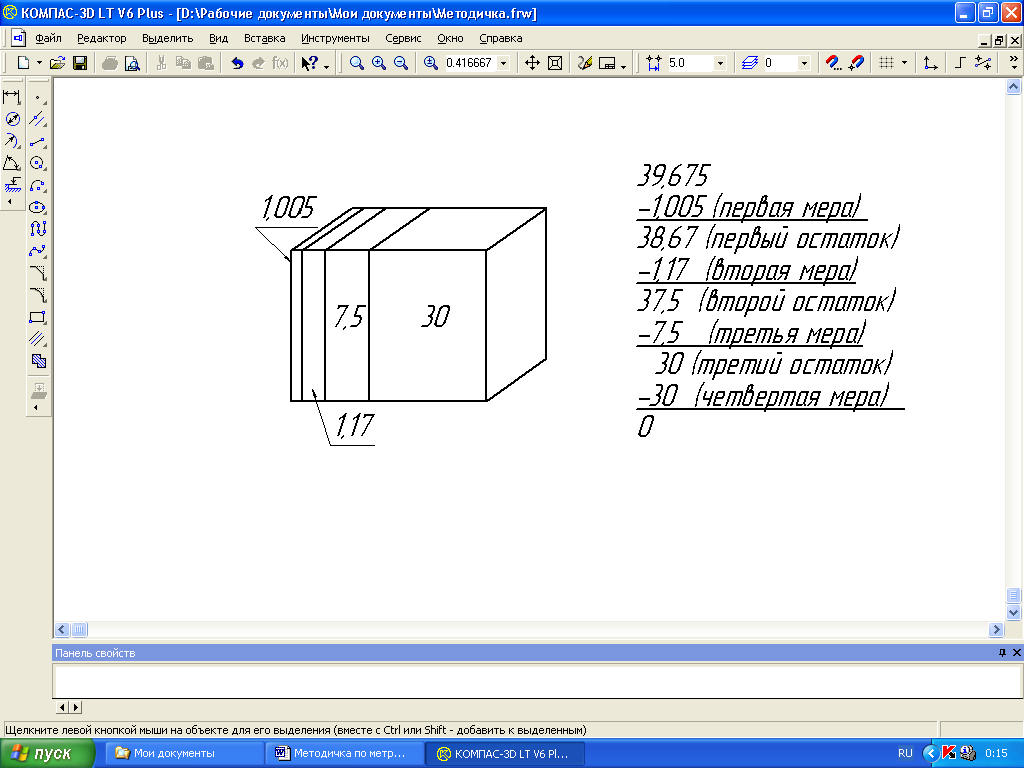 КОМПАС-3D LT V6 Plus - [D:\Рабочие документы\Мои документы\Методичка.frw]
Файл Редактор Выделить Вид Вставка Инструменты Сервис Окно Справка
f(x) 0.416667 5.0 0
1,005
7,5
30
1,17
39,675
–1,005 (первая мера)
38,67 (первый остаток)
–1,17 (вторая мера)
37,5 (второй остаток)
–7,5 (третья мера)
30 (третий остаток)
–30 (четвертая мера)
0
Панель свойств
Щелкните левой кнопкой мыши на объекте для его выделения (вместе с Ctrl или Shift - добавить к выделенным)
пуск Мои документы Методичка по метр... КОМПАС-3D LT V6 Pl... RU 0:15